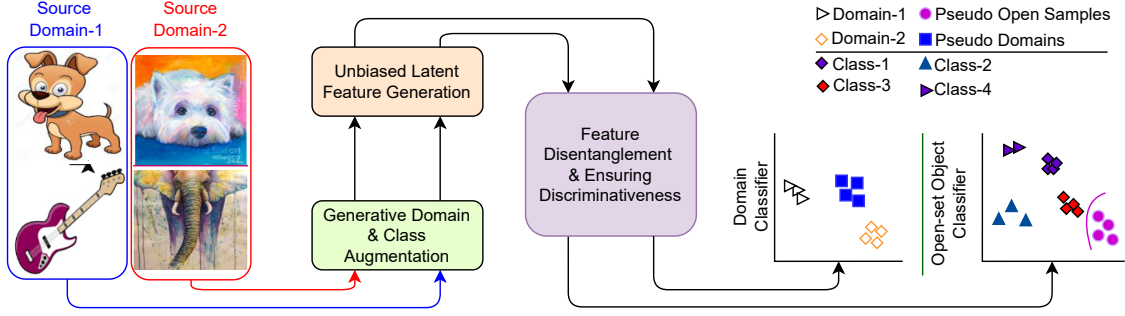 Source
Domain-1
Source
Domain-2
Unbiased Latent
Feature Generation
Generative Domain
& Class
Augmentation
Feature
Disentanglement
& Ensuring
Discriminativeness
Domain-1
Pseudo Open Samples
Domain-2
Pseudo Domains
Class-1
Class-2
Class-3
Class-4
Domain
Classifier
Open-set Object
Classifier